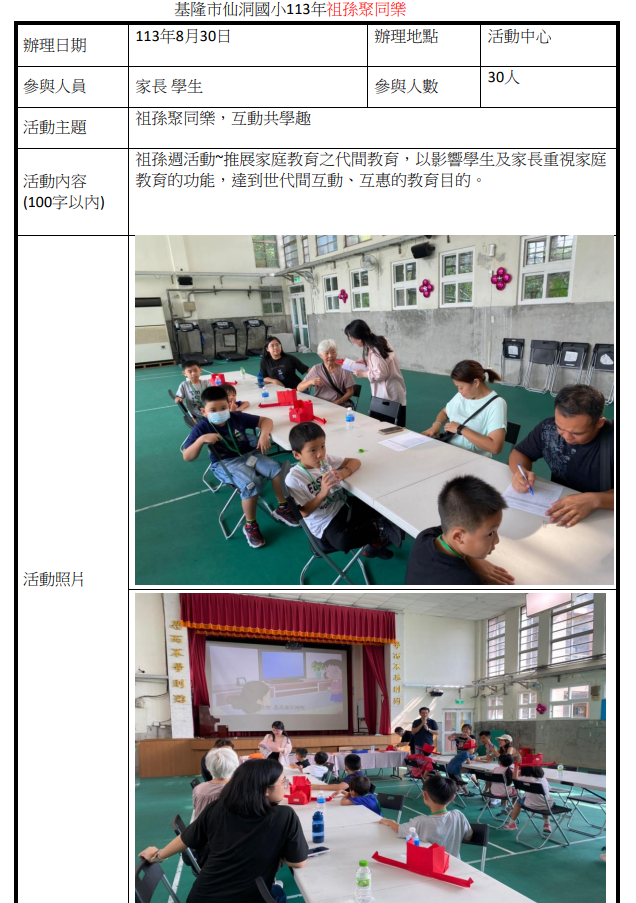 基隆市仙洞國小113年祖孫聚同樂
辦理日期 113年8月30日 辦理地點 活動中心
參與人員 家長 學生 參與人數 30人
活動主題 祖孫聚同樂，互動共學趣
活動內容
(100字以內)
祖孫週活動~推展家庭教育之代間教育，以影響學生及家長重視家庭
教育的功能，達到世代間互動、互惠的教育目的。
活動照片